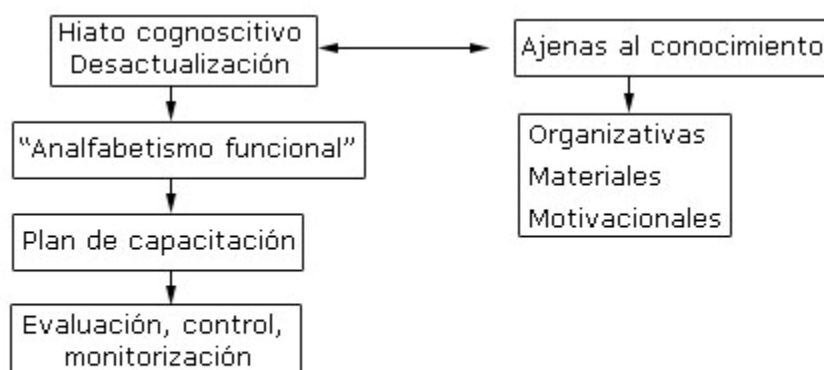 Hiato cognoscitivo
Desactualización
Ajenas al conocimiento
"Analfabetismo funcional"
Organizativas
Materiales
Motivacionales
Plan de capacitación
Evaluación, control,
monitorización